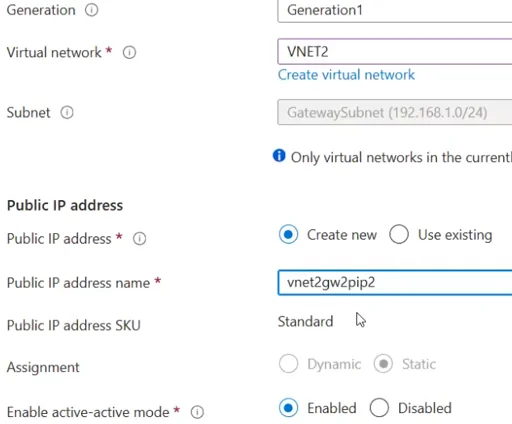 Generation
Generation1
Virtual network *
VNET2
Create virtual network
Subnet
GatewaySubnet (192.168.1.0/24)
Only virtual networks in the currentl
Public IP address
Public IP address *
Create new
Use existing
Public IP address name *
vnet2gw2pip2
Public IP address SKU
Standard
Assignment
Dynamic
Static
Enable active-active mode *
Enabled
Disabled